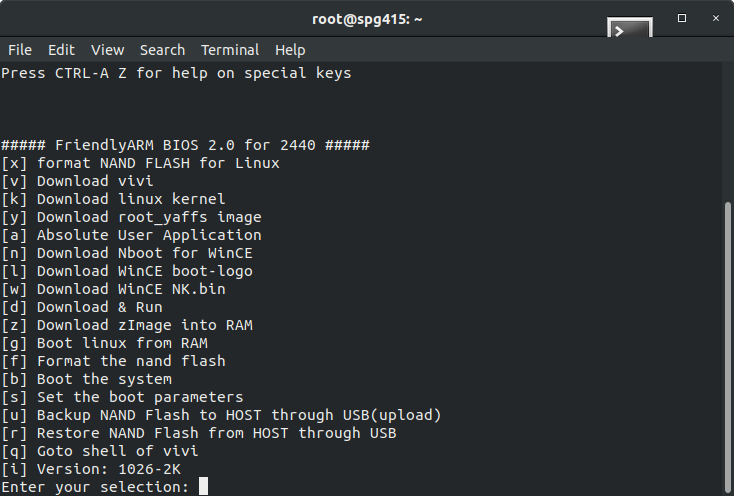 root@spg415: ~
File Edit View Search Terminal Help
Press CTRL-A Z for help on special keys
##### FriendlyARM BIOS 2.0 for 2440 #####
[x] format NAND FLASH for Linux
[v] Download vivi
[k] Download linux kernel
[y] Download root_yaffs image
[a] Absolute User Application
[n] Download Nboot for WinCE
[l] Download WinCE boot-logo
[w] Download WinCE NK.bin
[d] Download & Run
[z] Download zImage into RAM
[g] Boot linux from RAM
[f] Format the nand flash
[b] Boot the system
[s] Set the boot parameters
[u] Backup NAND Flash to HOST through USB(upload)
[r] Restore NAND Flash from HOST through USB
[q] Goto shell of vivi
[i] Version: 1026-2K
Enter your selection: